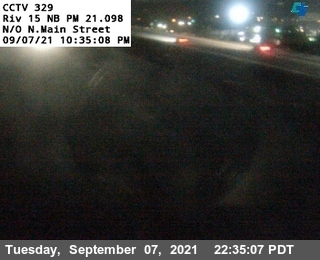 CCTV 329
Riv 15 NB PM 21.098
N/O N.Main Street
09/07/21 10:35:08 PM
Tuesday, September 07, 2021 22:35:07 PDT